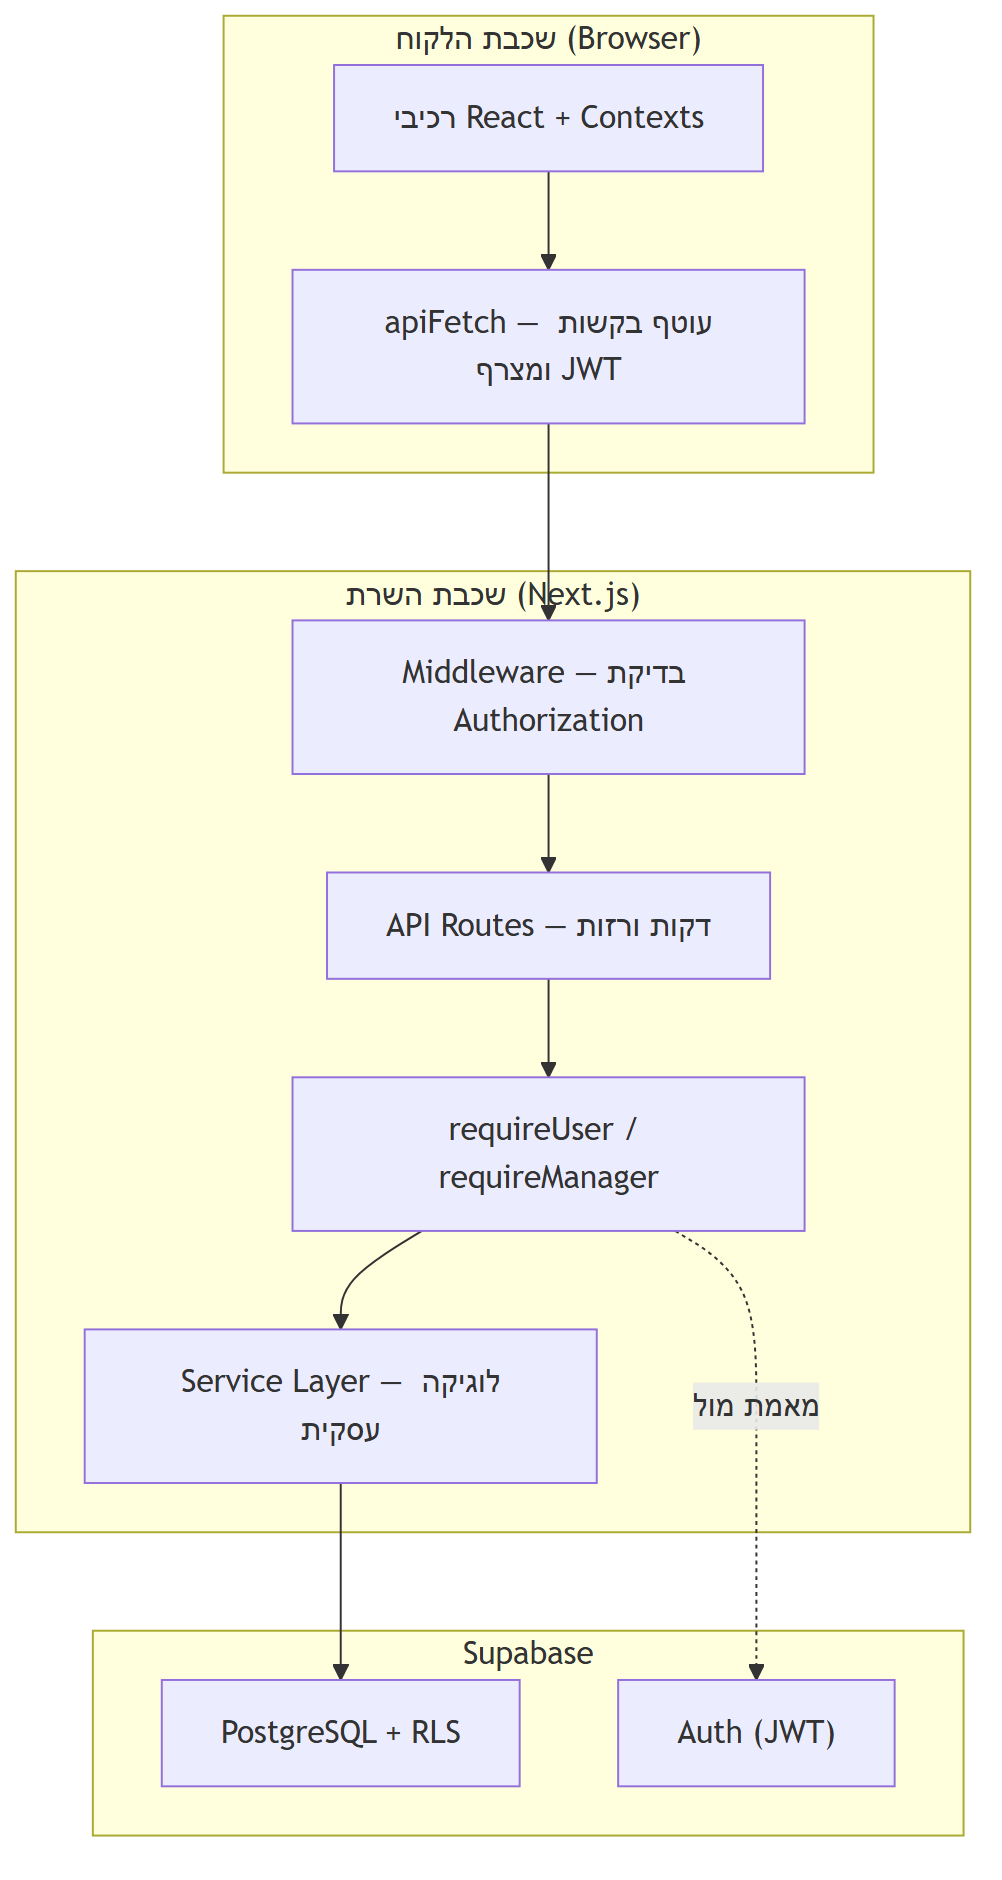 שכבת הלקוח (Browser)
רכיבי React + Contexts
apiFetch – עוטף בקשות
ומצרף JWT
שכבת השרת (Next.js)
Middleware – בדיקת
Authorization
API Routes – דקות ורזות
requireUser /
requireManager
Service Layer – לוגיקה
עסקית
מאמת מול
Supabase
PostgreSQL + RLS
Auth (JWT)